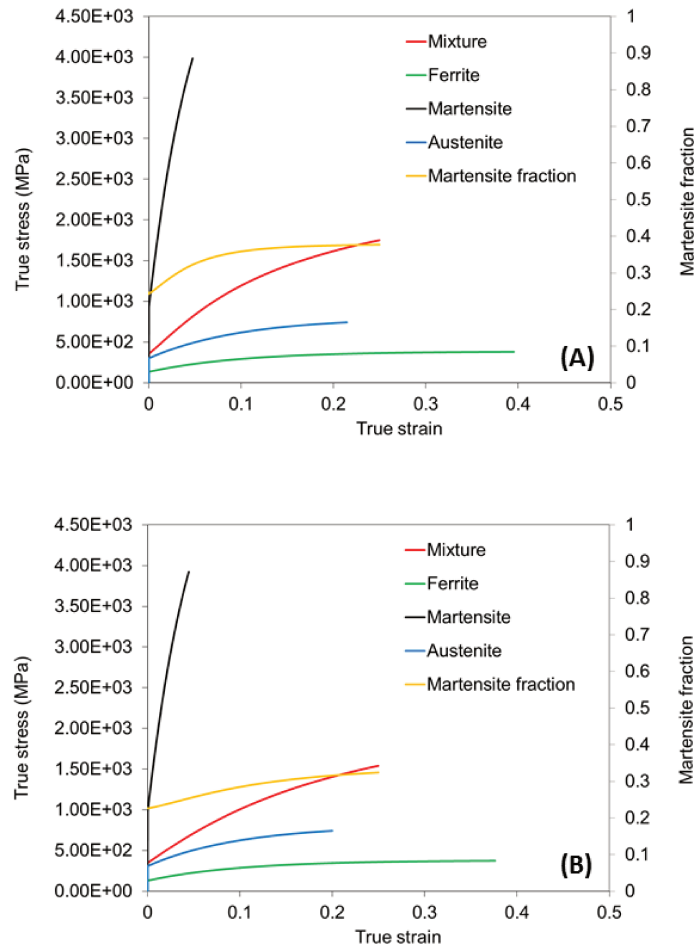 4.50E+03
4.00E+03
3.50E+03
3.00E+03
2.50E+03
2.00E+03
1.50E+03
1.00E+03
5.00E+02
0.00E+00
True stress (MPa)
0
0.1
0.2
0.3
0.4
0.5
True strain
1
0.9
0.8
0.7
0.6
0.5
0.4
0.3
0.2
0.1
0
Martensite fraction
Mixture
Ferrite
Martensite
Austenite
Martensite fraction
(A)
4.50E+03
4.00E+03
3.50E+03
3.00E+03
2.50E+03
2.00E+03
1.50E+03
1.00E+03
5.00E+02
0.00E+00
True stress (MPa)
0
0.1
0.2
0.3
0.4
0.5
True strain
1
0.9
0.8
0.7
0.6
0.5
0.4
0.3
0.2
0.1
0
Martensite fraction
Mixture
Ferrite
Martensite
Austenite
Martensite fraction
(B)